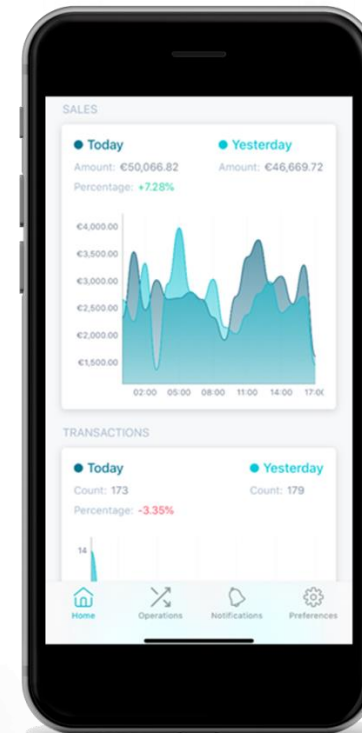 SALES
Today Yesterday
Amount: €50,066.82 Amount: €46,669.72
Percentage: +7.28%
€4,000.00
€3,500.00
€3,000.00
€2,500.00
€2,000.00
€1,500.00
02:00 05:00 08:00 11:00 14:00 17:0(
TRANSACTIONS
Today Yesterday
Count: 173 Count: 179
Percentage: -3.35%
14
Home Operations Notifications Preferences